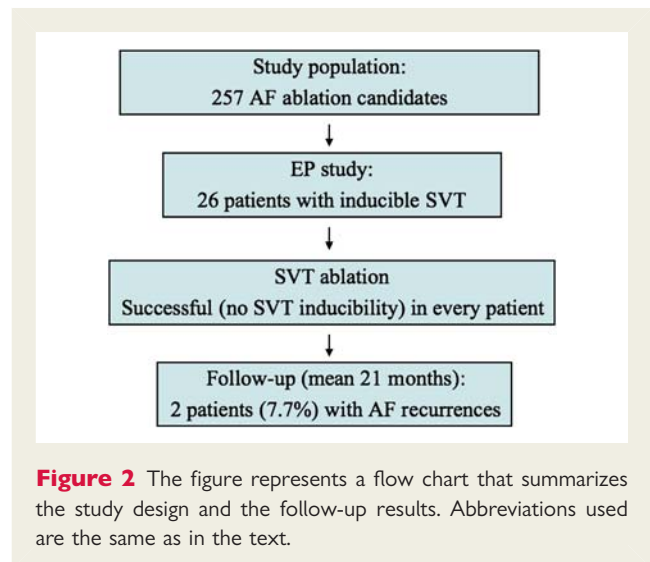 Study population:
257 AF ablation candidates
EP study:
26 patients with inducible SVT
SVT ablation
Successful (no SVT inducibility) in every patient
Follow-up (mean 21 months):
2 patients (7.7%) with AF recurrences
Figure 2 The figure represents a flow chart that summarizes
the study design and the follow-up results. Abbreviations used
are the same as in the text.